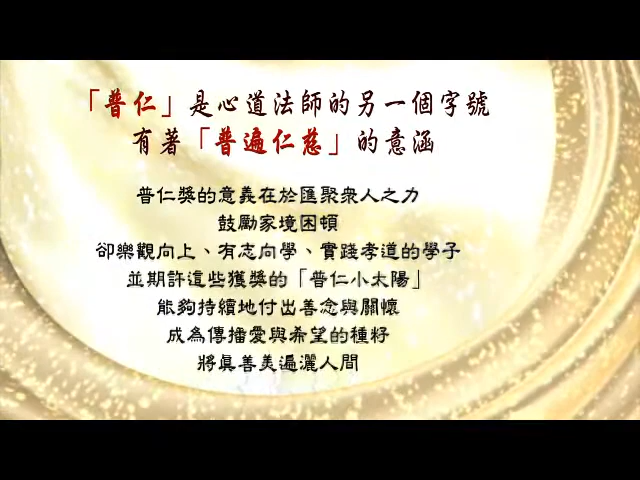 「普仁」是心道法師的另一個字號
有著「普遍仁慈」的意涵
普仁獎的意義在於匯聚眾人之力
鼓勵家境困頓
卻樂觀向上、有志向學、實踐孝道的學子
並期許這些獲獎的「普仁小太陽」
能夠持續地付出善念與關懷
成為傳播愛與希望的種籽
將真善美遍灑人間